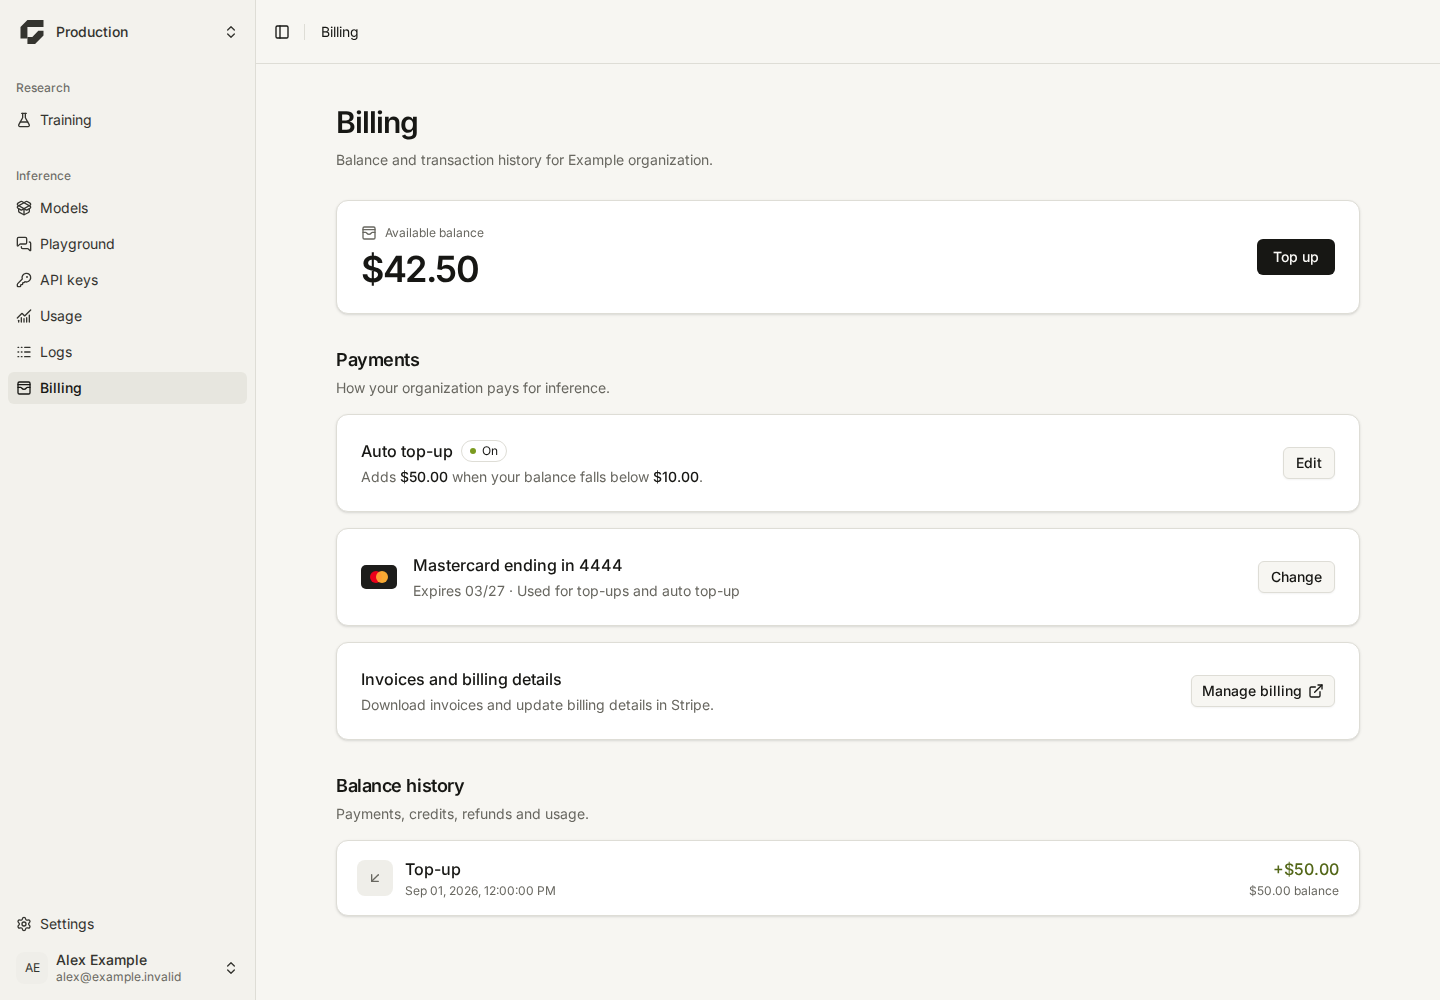 Production
Research
Training
Inference
Models
Playground
API keys
Usage
Logs
Billing
Settings
AE
Alex Example
alex@example.invalid
Billing
Billing
Balance and transaction history for Example organization.
Available balance
$42.50
Top up
Payments
How your organization pays for inference.
Auto top-up On
Adds $50.00 when your balance falls below $10.00.
Edit
Mastercard ending in 4444
Expires 03/27 · Used for top-ups and auto top-up
Change
Invoices and billing details
Download invoices and update billing details in Stripe.
Manage billing
Balance history
Payments, credits, refunds and usage.
Top-up
Sep 01, 2026, 12:00:00 PM
+$50.00
$50.00 balance